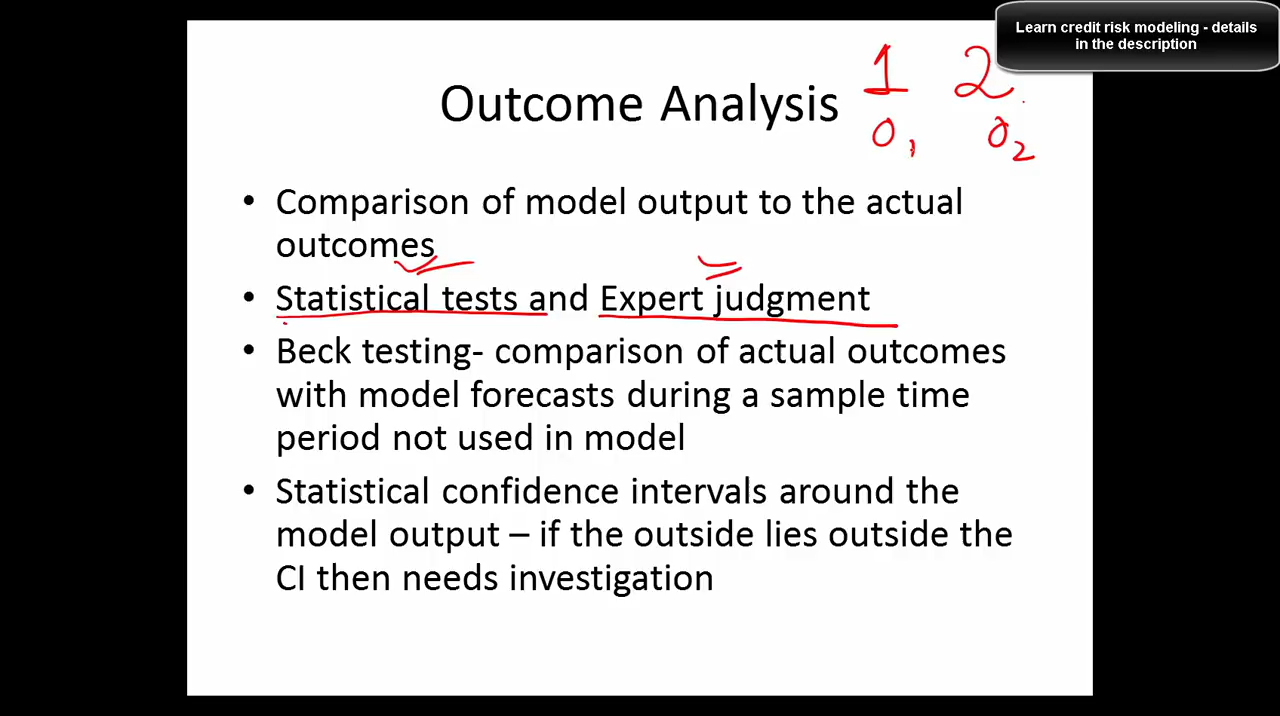 Learn credit risk modeling - details
in the description
1 2
Outcome Analysis
O1 O2
• Comparison of model output to the actual
outcomes
• Statistical tests and Expert judgment
• Beck testing- comparison of actual outcomes
with model forecasts during a sample time
period not used in model
• Statistical confidence intervals around the
model output – if the outside lies outside the
CI then needs investigation